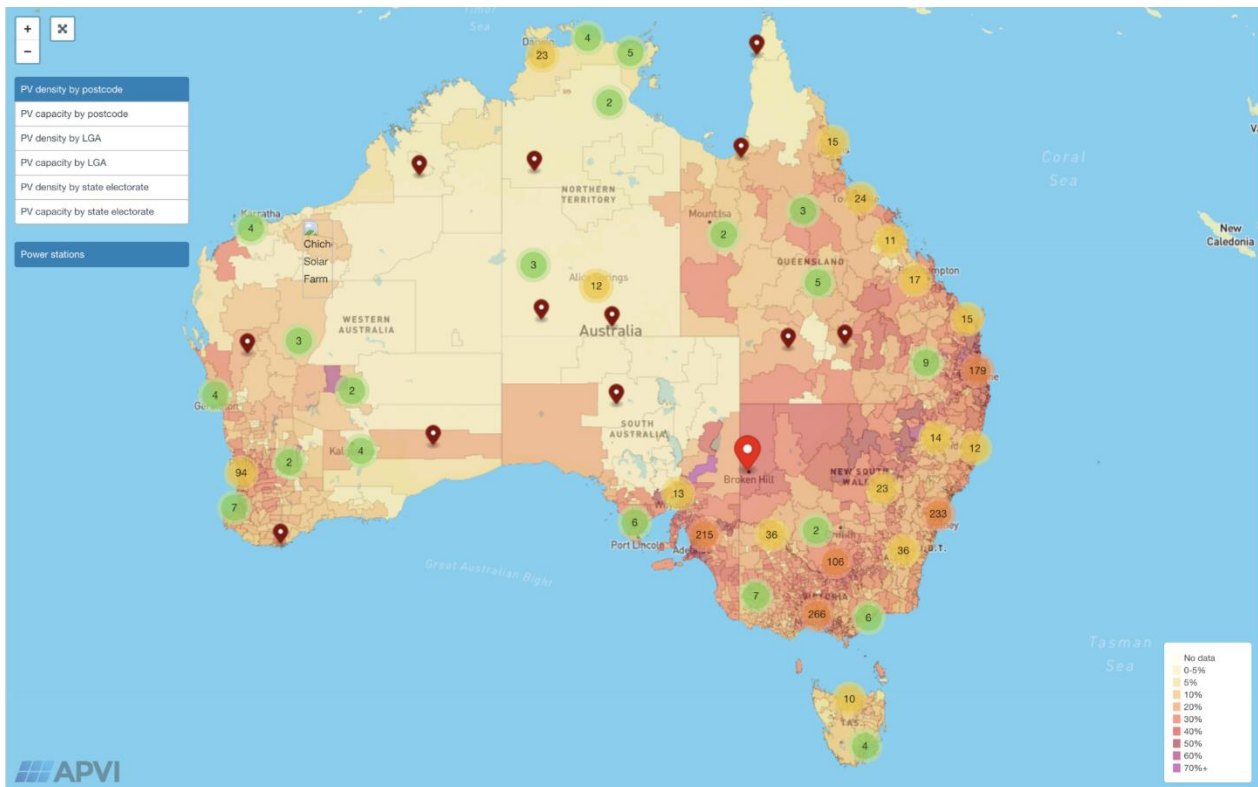 Timor
Sea
+
−
PV density by postcode
PV capacity by postcode
PV density by LGA
PV capacity by LGA
PV density by state electorate
PV capacity by state electorate
Power stations
4
23
5
2
15
Coral
Sea
NORTHERN
TERRITORY
24
3
Karratha
4
Mount Isa
2
New
Caledonia
11
Chiche
Solar
Farm
QUEENSLAND
3
Alice Springs
12
5
17
WESTERN
AUSTRALIA
Australia
15
3
9
179
4
2
SOUTH
AUSTRALIA
14
12
Kal
4
2
94
Broken Hill
NEW SOUTH
23
7
13
233
6
Port Lincoln
215
36
2
36
106
Great Australian Bight
7
VICTORIA
266
6
Tasman
Sea
10
TAS.
4
No data
0-5%
5%
10%
20%
30%
40%
50%
60%
70%+
APVI